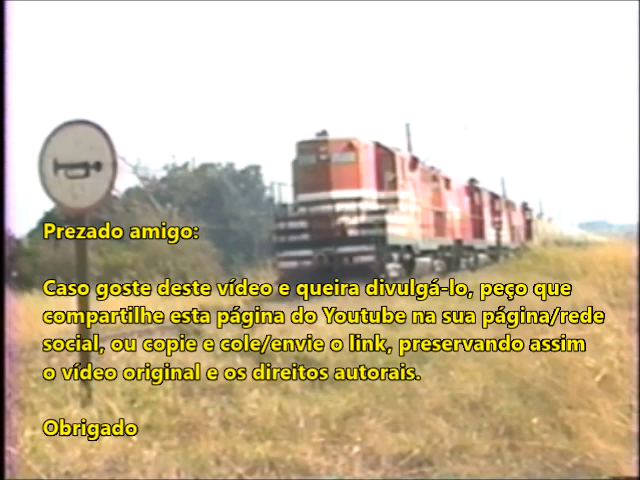 Prezado amigo:
Caso goste deste vídeo e queira divulgá-lo, peço que
compartilhe esta página do Youtube na sua página/rede
social, ou copie e cole/envie o link, preservando assim
o vídeo original e os direitos autorais.
Obrigado